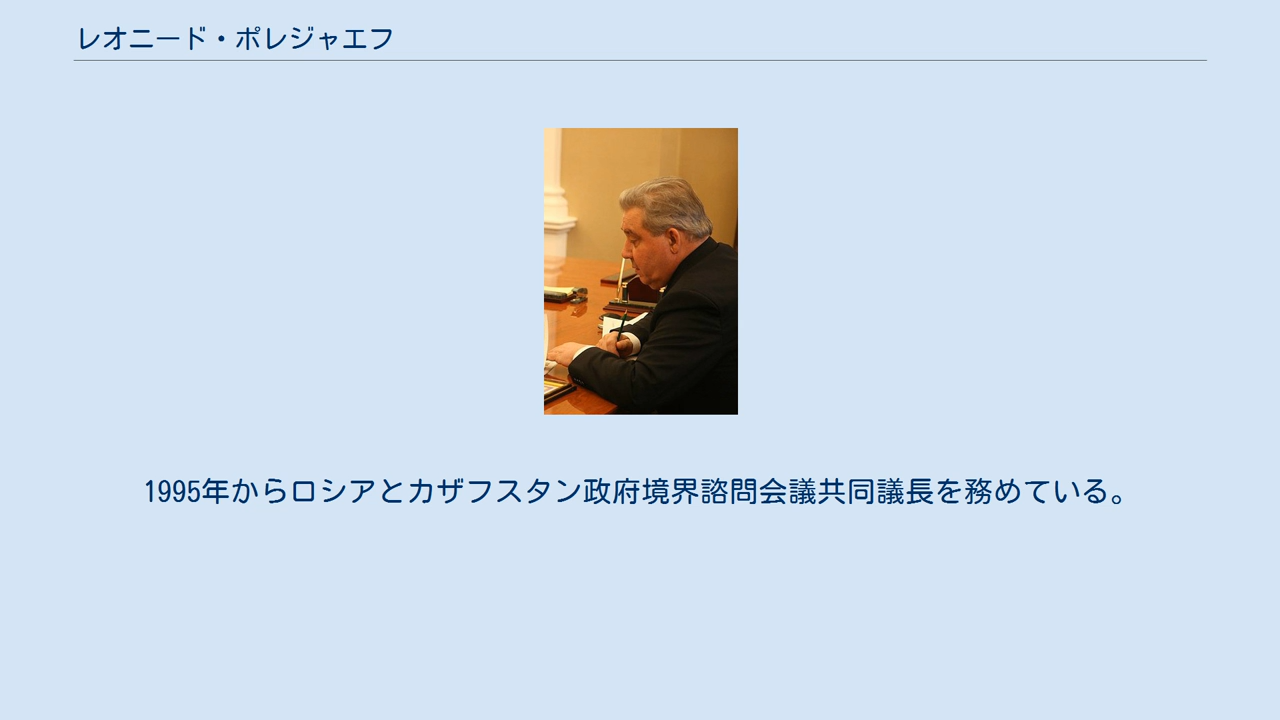 レオニード・ポレジャエフ
1995年からロシアとカザフスタン政府境界諮問会議共同議長を務めている。